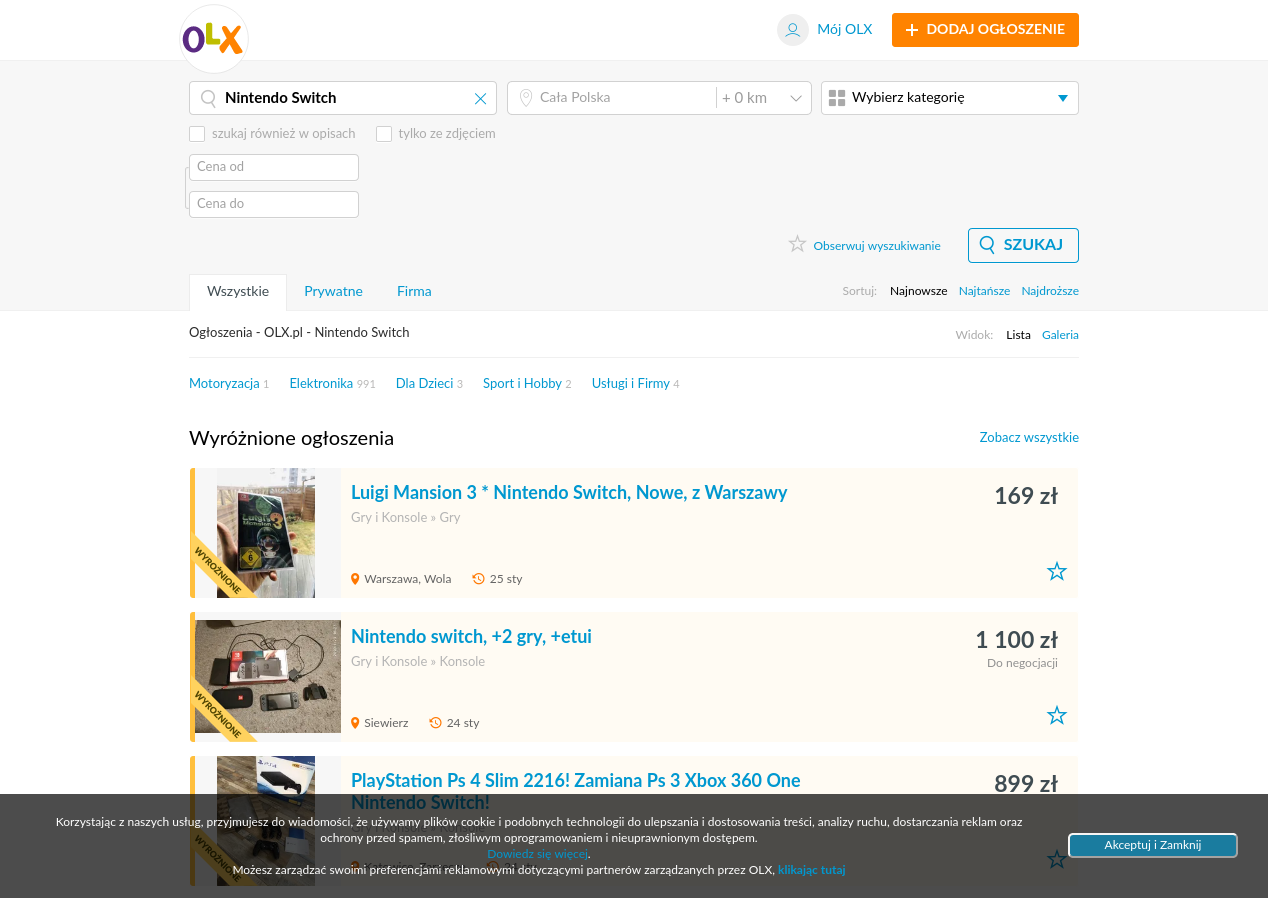 OLX
Mój OLX
DODAJ OGŁOSZENIE
Nintendo Switch
Cała Polska
+ 0 km
Wybierz kategorię
szukaj również w opisach
tylko ze zdjęciem
Cena od
Cena do
Obserwuj wyszukiwanie
SZUKAJ
Wszystkie
Prywatne
Firma
Sortuj:
Najnowsze
Najtańsze
Najdroższe
Ogłoszenia - OLX.pl - Nintendo Switch
Widok:
Lista
Galeria
Motoryzacja 1
Elektronika 991
Dla Dzieci 3
Sport i Hobby 2
Usługi i Firmy 4
Wyróżnione ogłoszenia
Zobacz wszystkie
WYRÓŻNIONE
Luigi Mansion 3 * Nintendo Switch, Nowe, z Warszawy
169 zł
Gry i Konsole » Gry
Warszawa, Wola
25 sty
WYRÓŻNIONE
Nintendo switch, +2 gry, +etui
1 100 zł
Gry i Konsole » Konsole
Do negocjacji
Siewierz
24 sty
WYRÓŻNIONE
PlayStation Ps 4 Slim 2216! Zamiana Ps 3 Xbox 360 One
Nintendo Switch!
899 zł
Korzystając z naszych usług, przyjmujesz do wiadomości, że używamy plików cookie i podobnych technologii do ulepszania i dostosowania treści, analizy ruchu, dostarczania reklam oraz
ochrony przed spamem, złośliwym oprogramowaniem i nieuprawnionym dostępem.
Dowiedz się więcej.
Możesz zarządzać swoimi preferencjami reklamowymi dotyczącymi partnerów zarządzanych przez OLX, klikając tutaj
Akceptuj i Zamknij